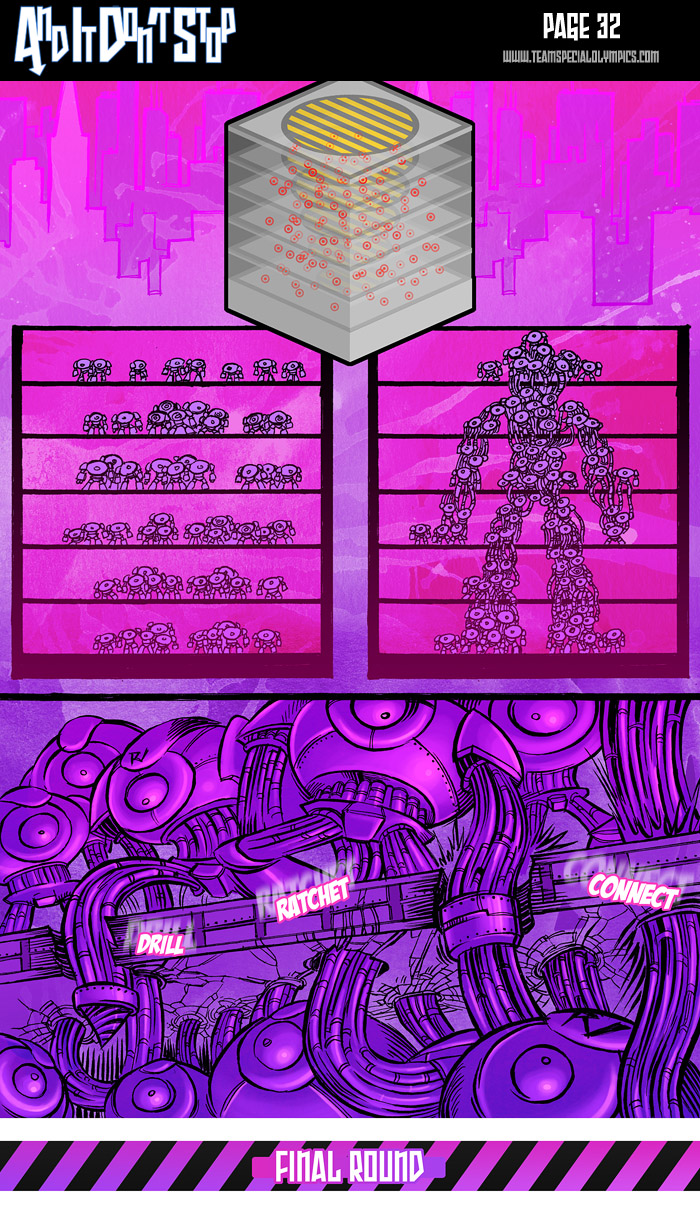 AND IT DON'T STOP
PAGE 32
WWW.TEAMSPECIALOLYMPICS.COM
DRILL
RATCHET
CONNECT
FINAL ROUND